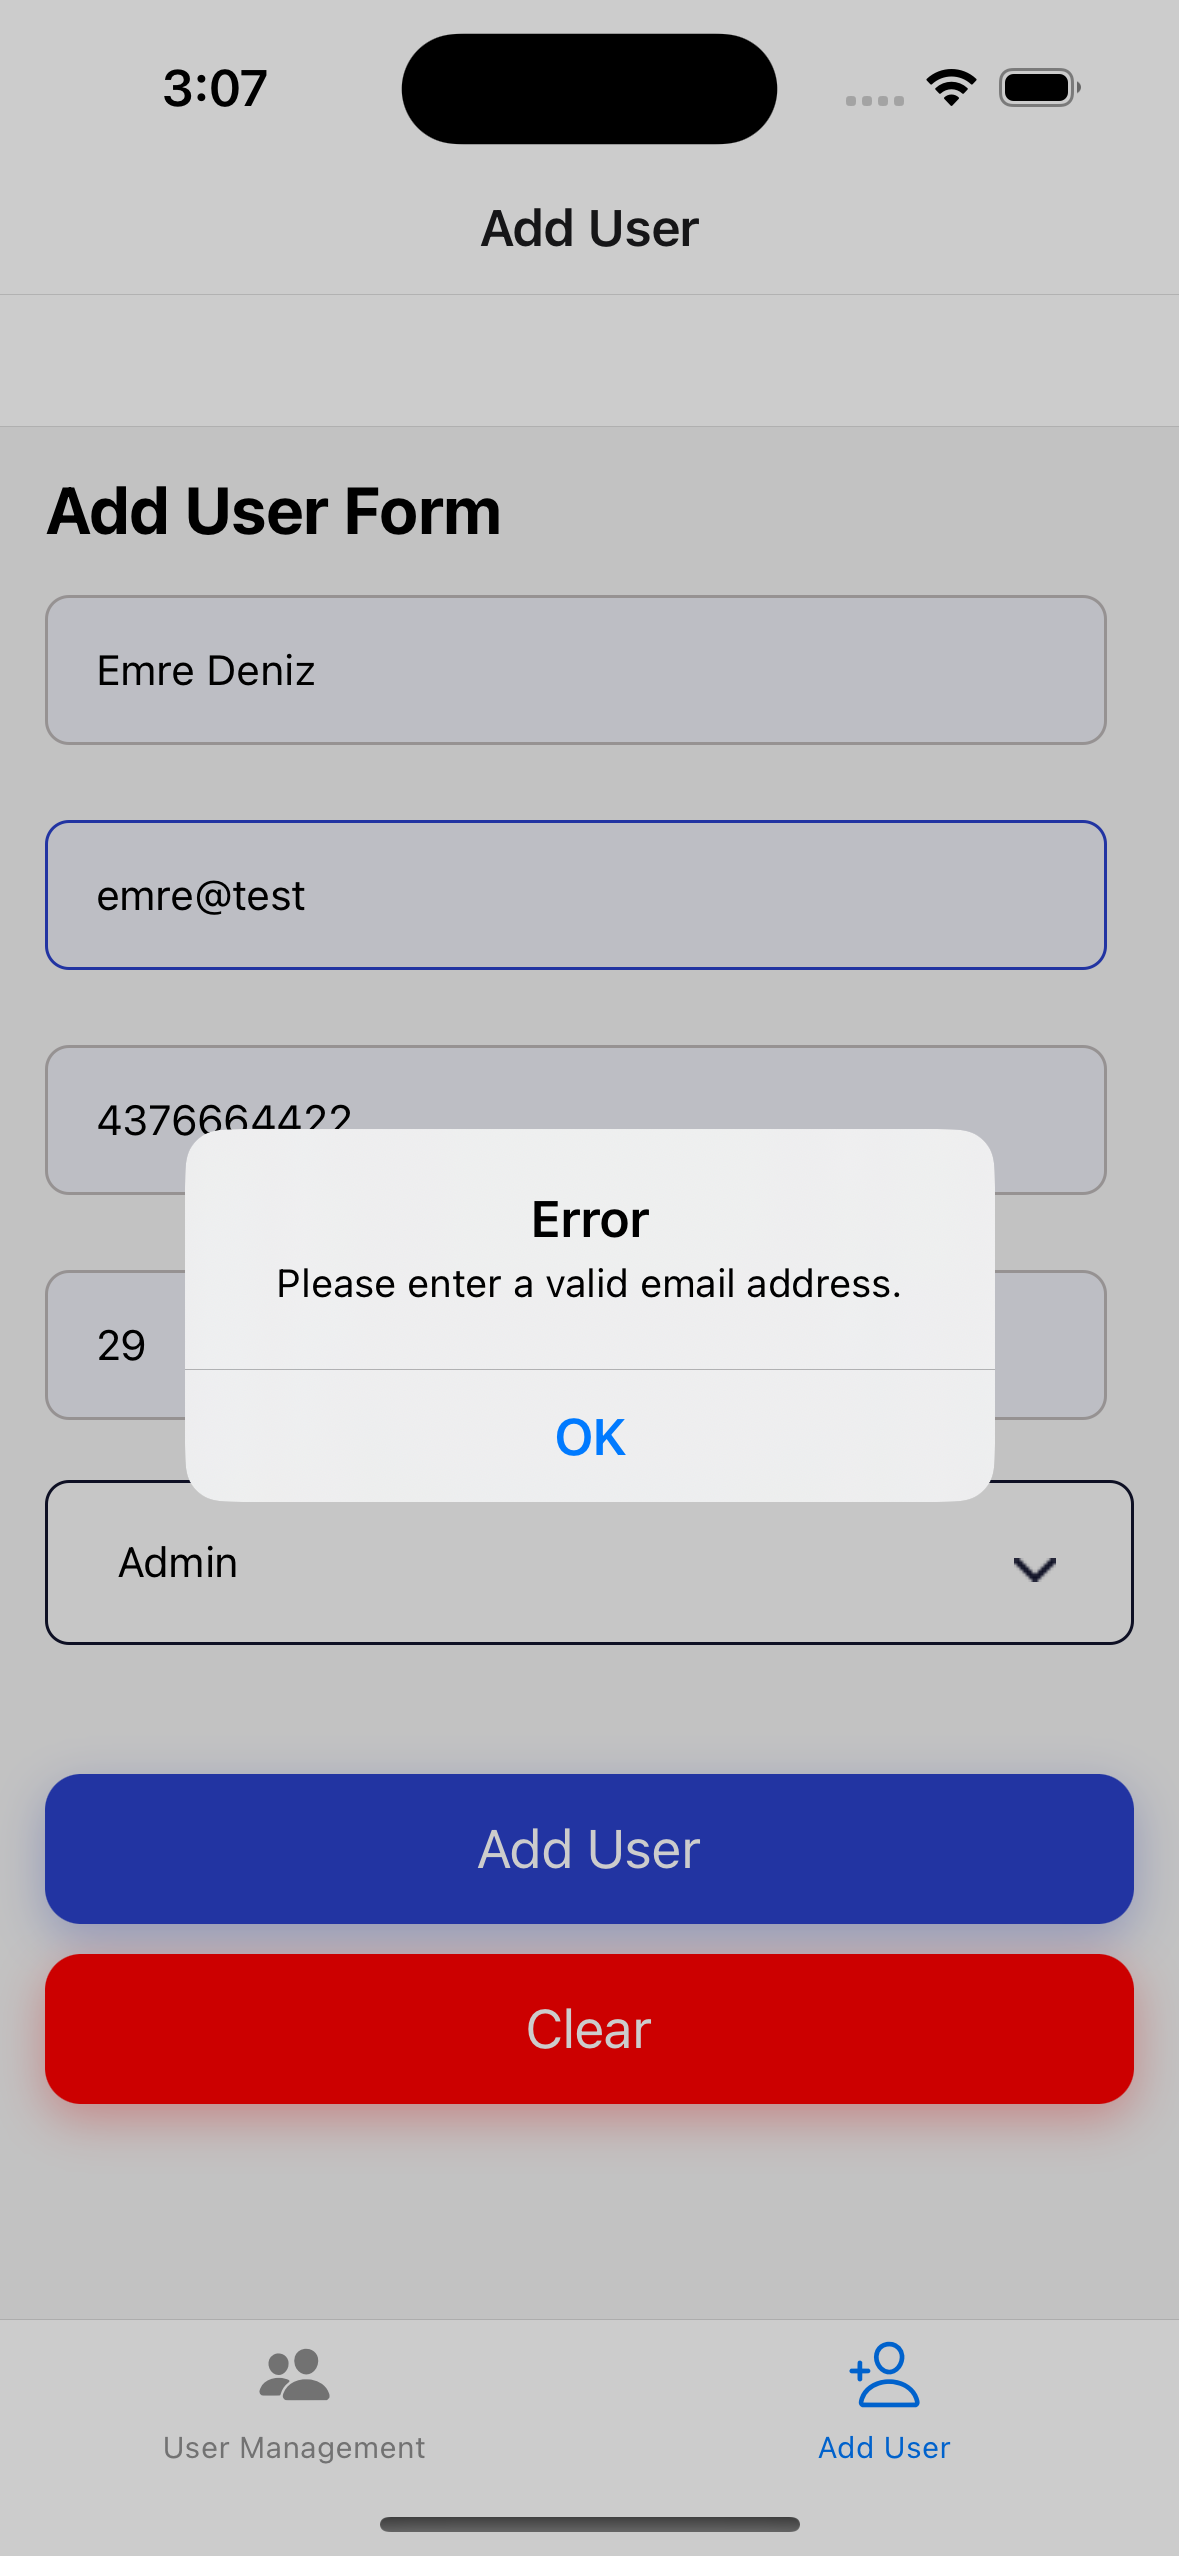 3:07
Add User
Add User Form
Emre Deniz
emre@test
4376664422
Error
Please enter a valid email address.
29
OK
Admin
Add User
Clear
User Management
Add User